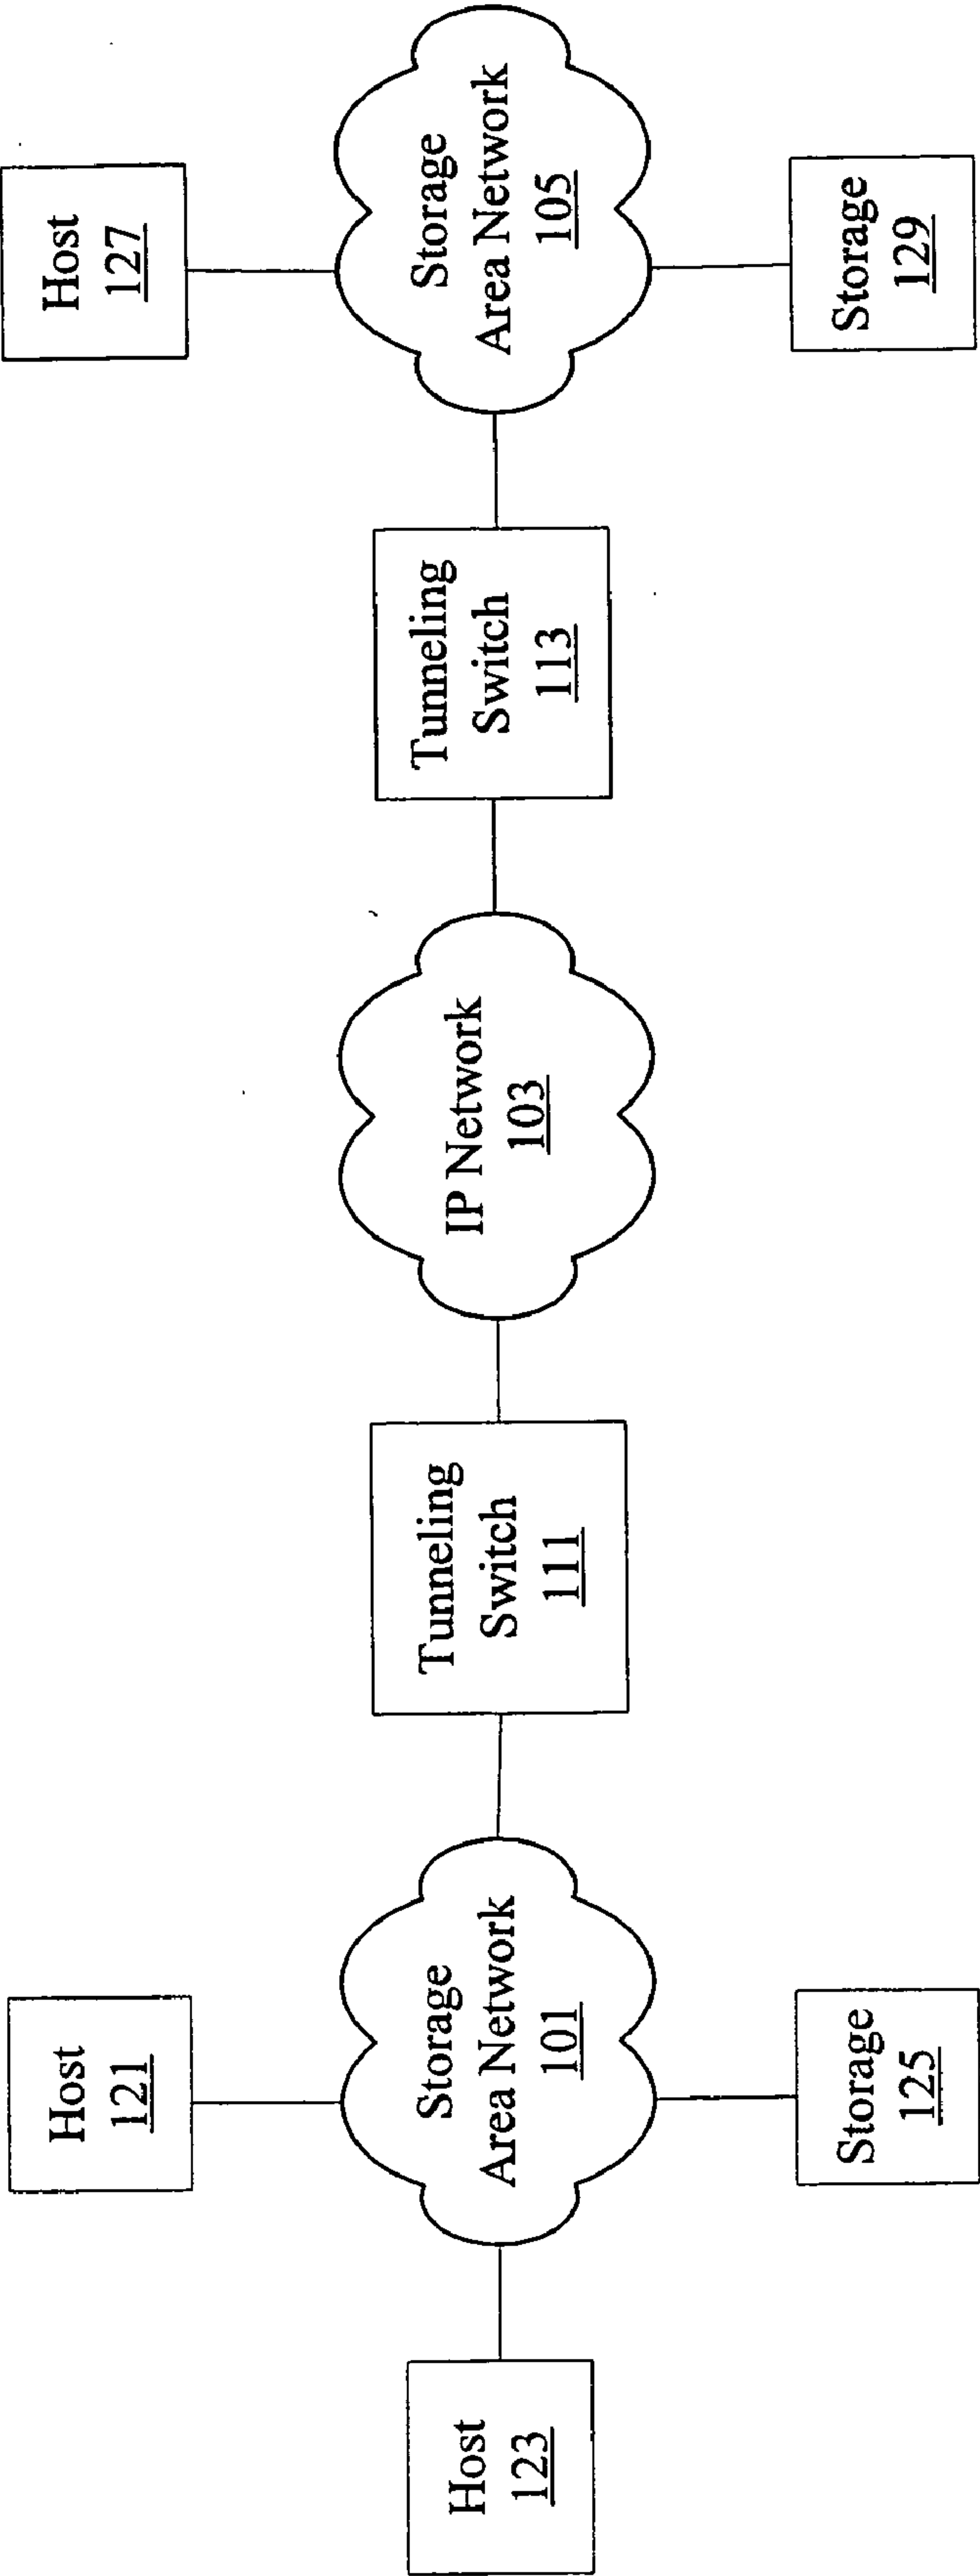 Host
123
Host
121
Storage
Area Network
101
Storage
125
Tunneling
Switch
111
IP Network
103
Tunneling
Switch
113
Host
127
Storage
Area Network
105
Storage
129